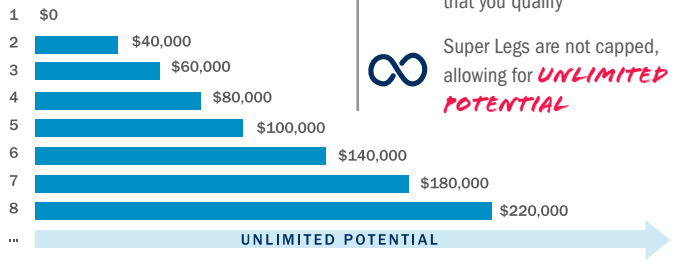 that you qualify
Super Legs are not capped,
allowing for UNLIMITED
POTENTIAL
1 $0
2 $40,000
3 $60,000
4 $80,000
5 $100,000
6 $140,000
7 $180,000
8 $220,000
... UNLIMITED POTENTIAL